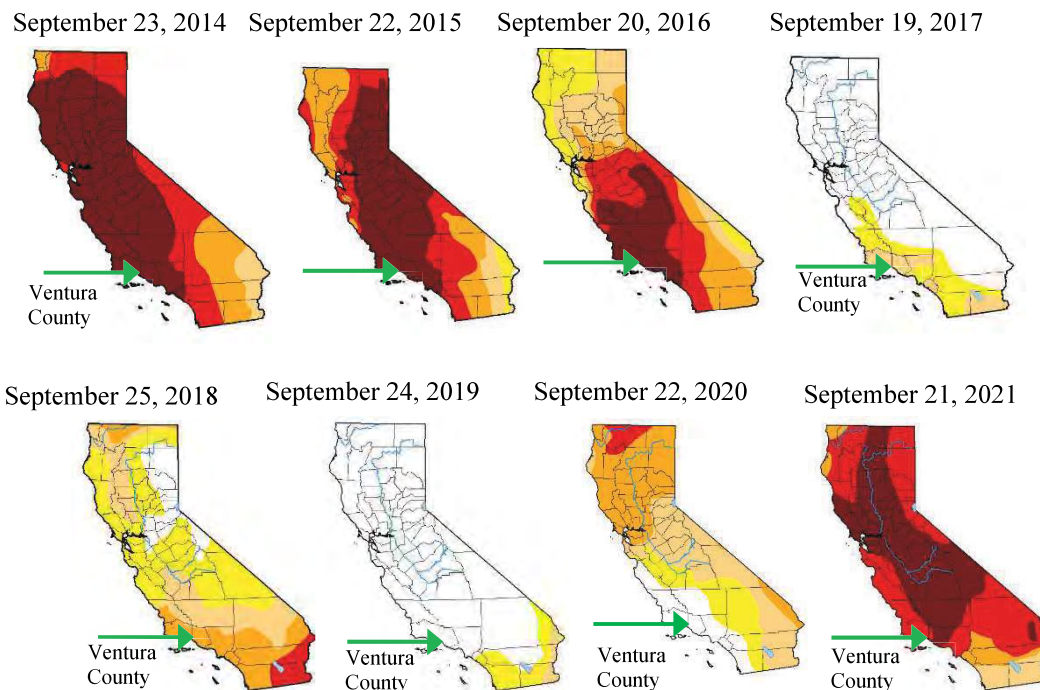 September 23, 2014
September 22, 2015
September 20, 2016
September 19, 2017
Ventura
County
Ventura
County
September 25, 2018
September 24, 2019
September 22, 2020
September 21, 2021
Ventura
County
Ventura
County
Ventura
County
Ventura
County